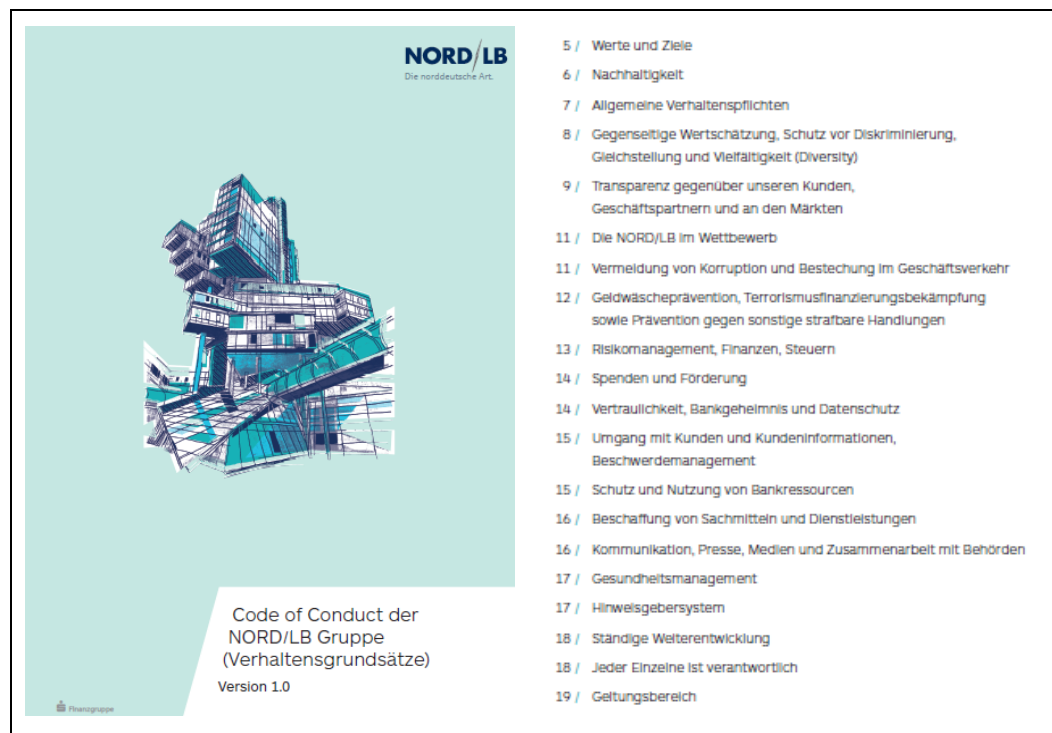 NORD/LB
Die norddeutsche Art.
Code of Conduct der
NORD/LB Gruppe
(Verhaltensgrundsätze)
Version 1.0
Finanzgruppe
5 / Werte und Ziele
6 / Nachhaltigkeit
7 / Allgemeine Verhaltenspflichten
8 / Gegenseitige Wertschätzung, Schutz vor Diskriminierung,
Gleichstellung und Vielfältigkeit (Diversity)
9 / Transparenz gegenüber unseren Kunden,
Geschäftspartnern und an den Märkten
11 / Die NORD/LB im Wettbewerb
11 / Vermeidung von Korruption und Bestechung im Geschäftsverkehr
12 / Geldwäscheprävention, Terrorismusfinanzierungsbekämpfung
sowie Prävention gegen sonstige strafbare Handlungen
13 / Risikomanagement, Finanzen, Steuern
14 / Spenden und Förderung
14 / Vertraulichkeit, Bankgeheimnis und Datenschutz
15 / Umgang mit Kunden und Kundeninformationen,
Beschwerdemanagement
15 / Schutz und Nutzung von Bankressourcen
16 / Beschaffung von Sachmitteln und Dienstleistungen
16 / Kommunikation, Presse, Medien und Zusammenarbeit mit Behörden
17 / Gesundheitsmanagement
17 / Hinweisgebersystem
18 / Ständige Weiterentwicklung
18 / Jeder Einzelne ist verantwortlich
19 / Geltungsbereich